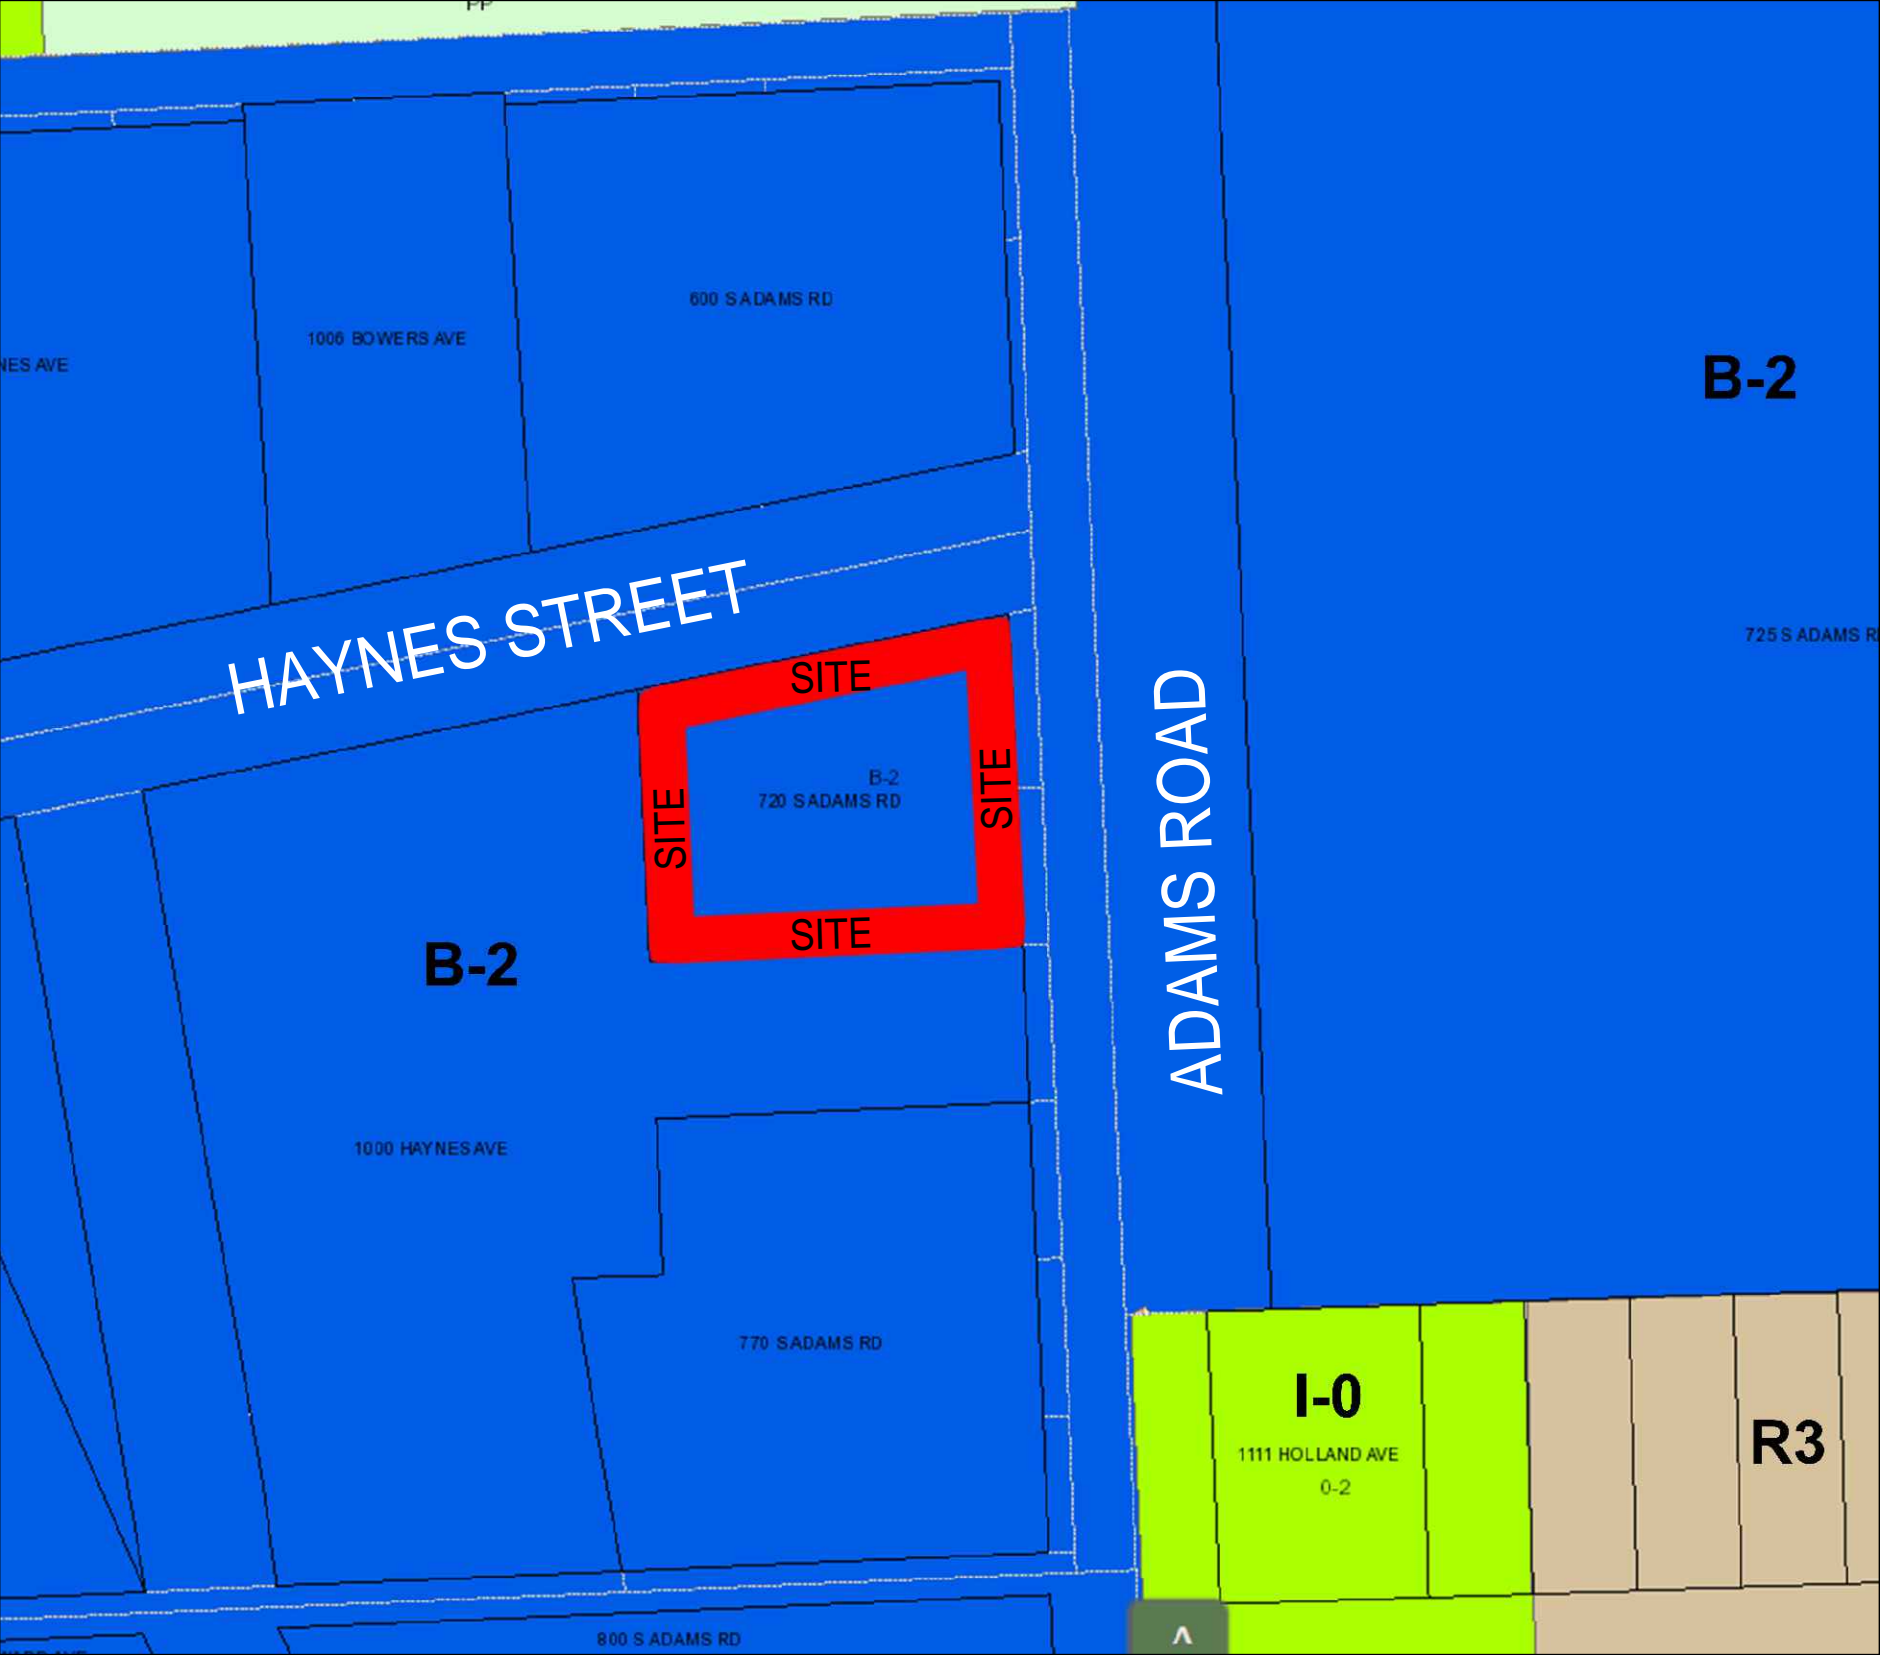 PP
600 S ADAMS RD
1006 BOWERS AVE
NES AVE
B-2
HAYNES STREET
725 S ADAMS R
SITE
SITE
SITE
SITE
B-2
720 S ADAMS RD
ADAMS ROAD
B-2
1000 HAYNES AVE
770 S ADAMS RD
I-0
1111 HOLLAND AVE
0-2
R3
800 S ADAMS RD